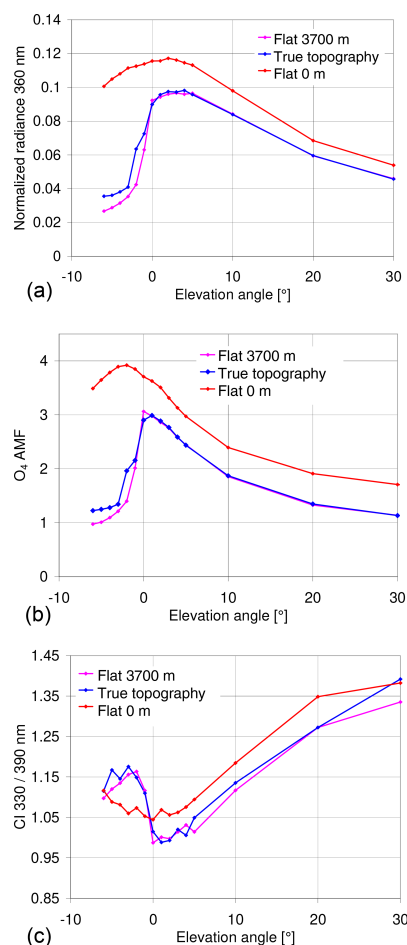 0.14
0.12
0.1
0.08
0.06
0.04
0.02
0
-10 0 10 20 30
Normalized radiance 360 nm
Flat 3700 m
True topography
Flat 0 m
Elevation angle [°]
(a)
4
3
2
1
0
-10 0 10 20 30
O₄ AMF
Flat 3700 m
True topography
Flat 0 m
Elevation angle [°]
(b)
1.45
1.35
1.25
1.15
1.05
0.95
0.85
-10 0 10 20 30
CI 330 / 390 nm
Flat 3700 m
True topography
Flat 0 m
Elevation angle [°]
(c)